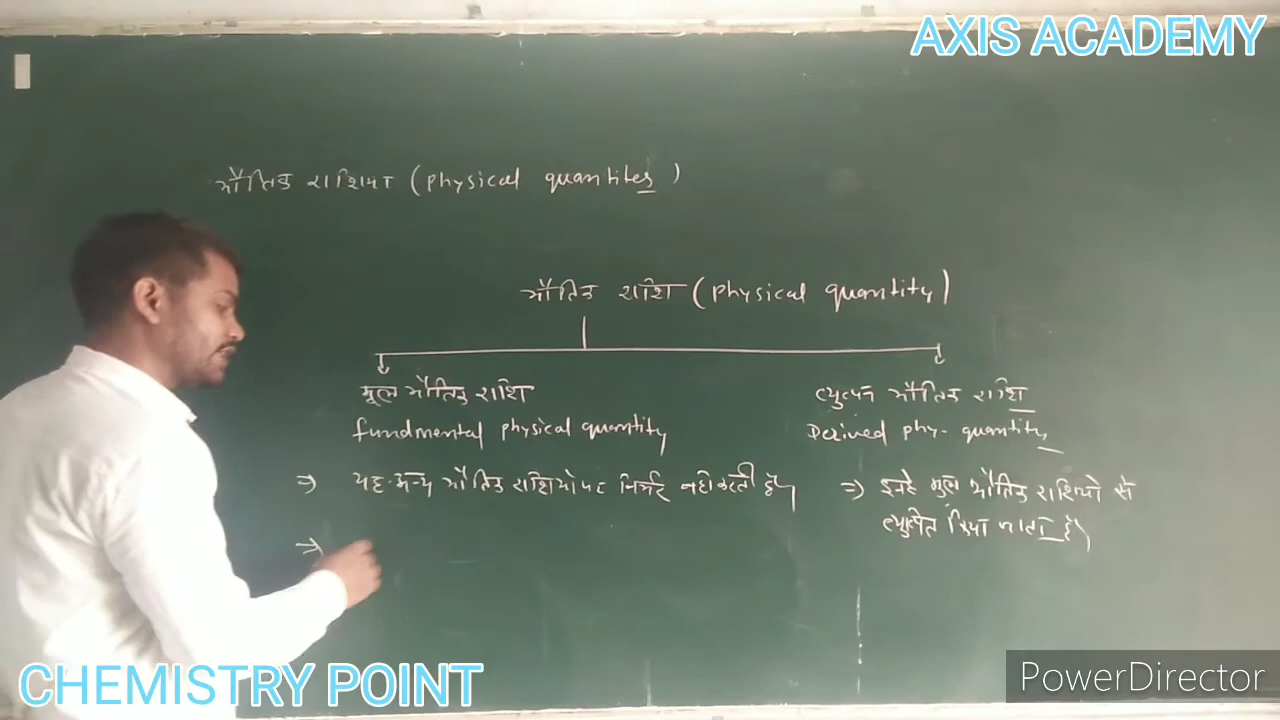 AXIS ACADEMY
भौतिक राशियां (physical quantites)
भौतिक राशि (physical quantity)
मूल भौतिक राशि
fundmental physical quantity
व्युत्पन भौतिक राशि
Derived phy. quantity
⇒ यह अन्य भौतिक राशियो पर निर्भर नही करती है।
⇒ इन्हे मुल भौतिक राशियो से
व्युत्पित किया जाता है।
⇒
CHEMISTRY POINT
PowerDirector